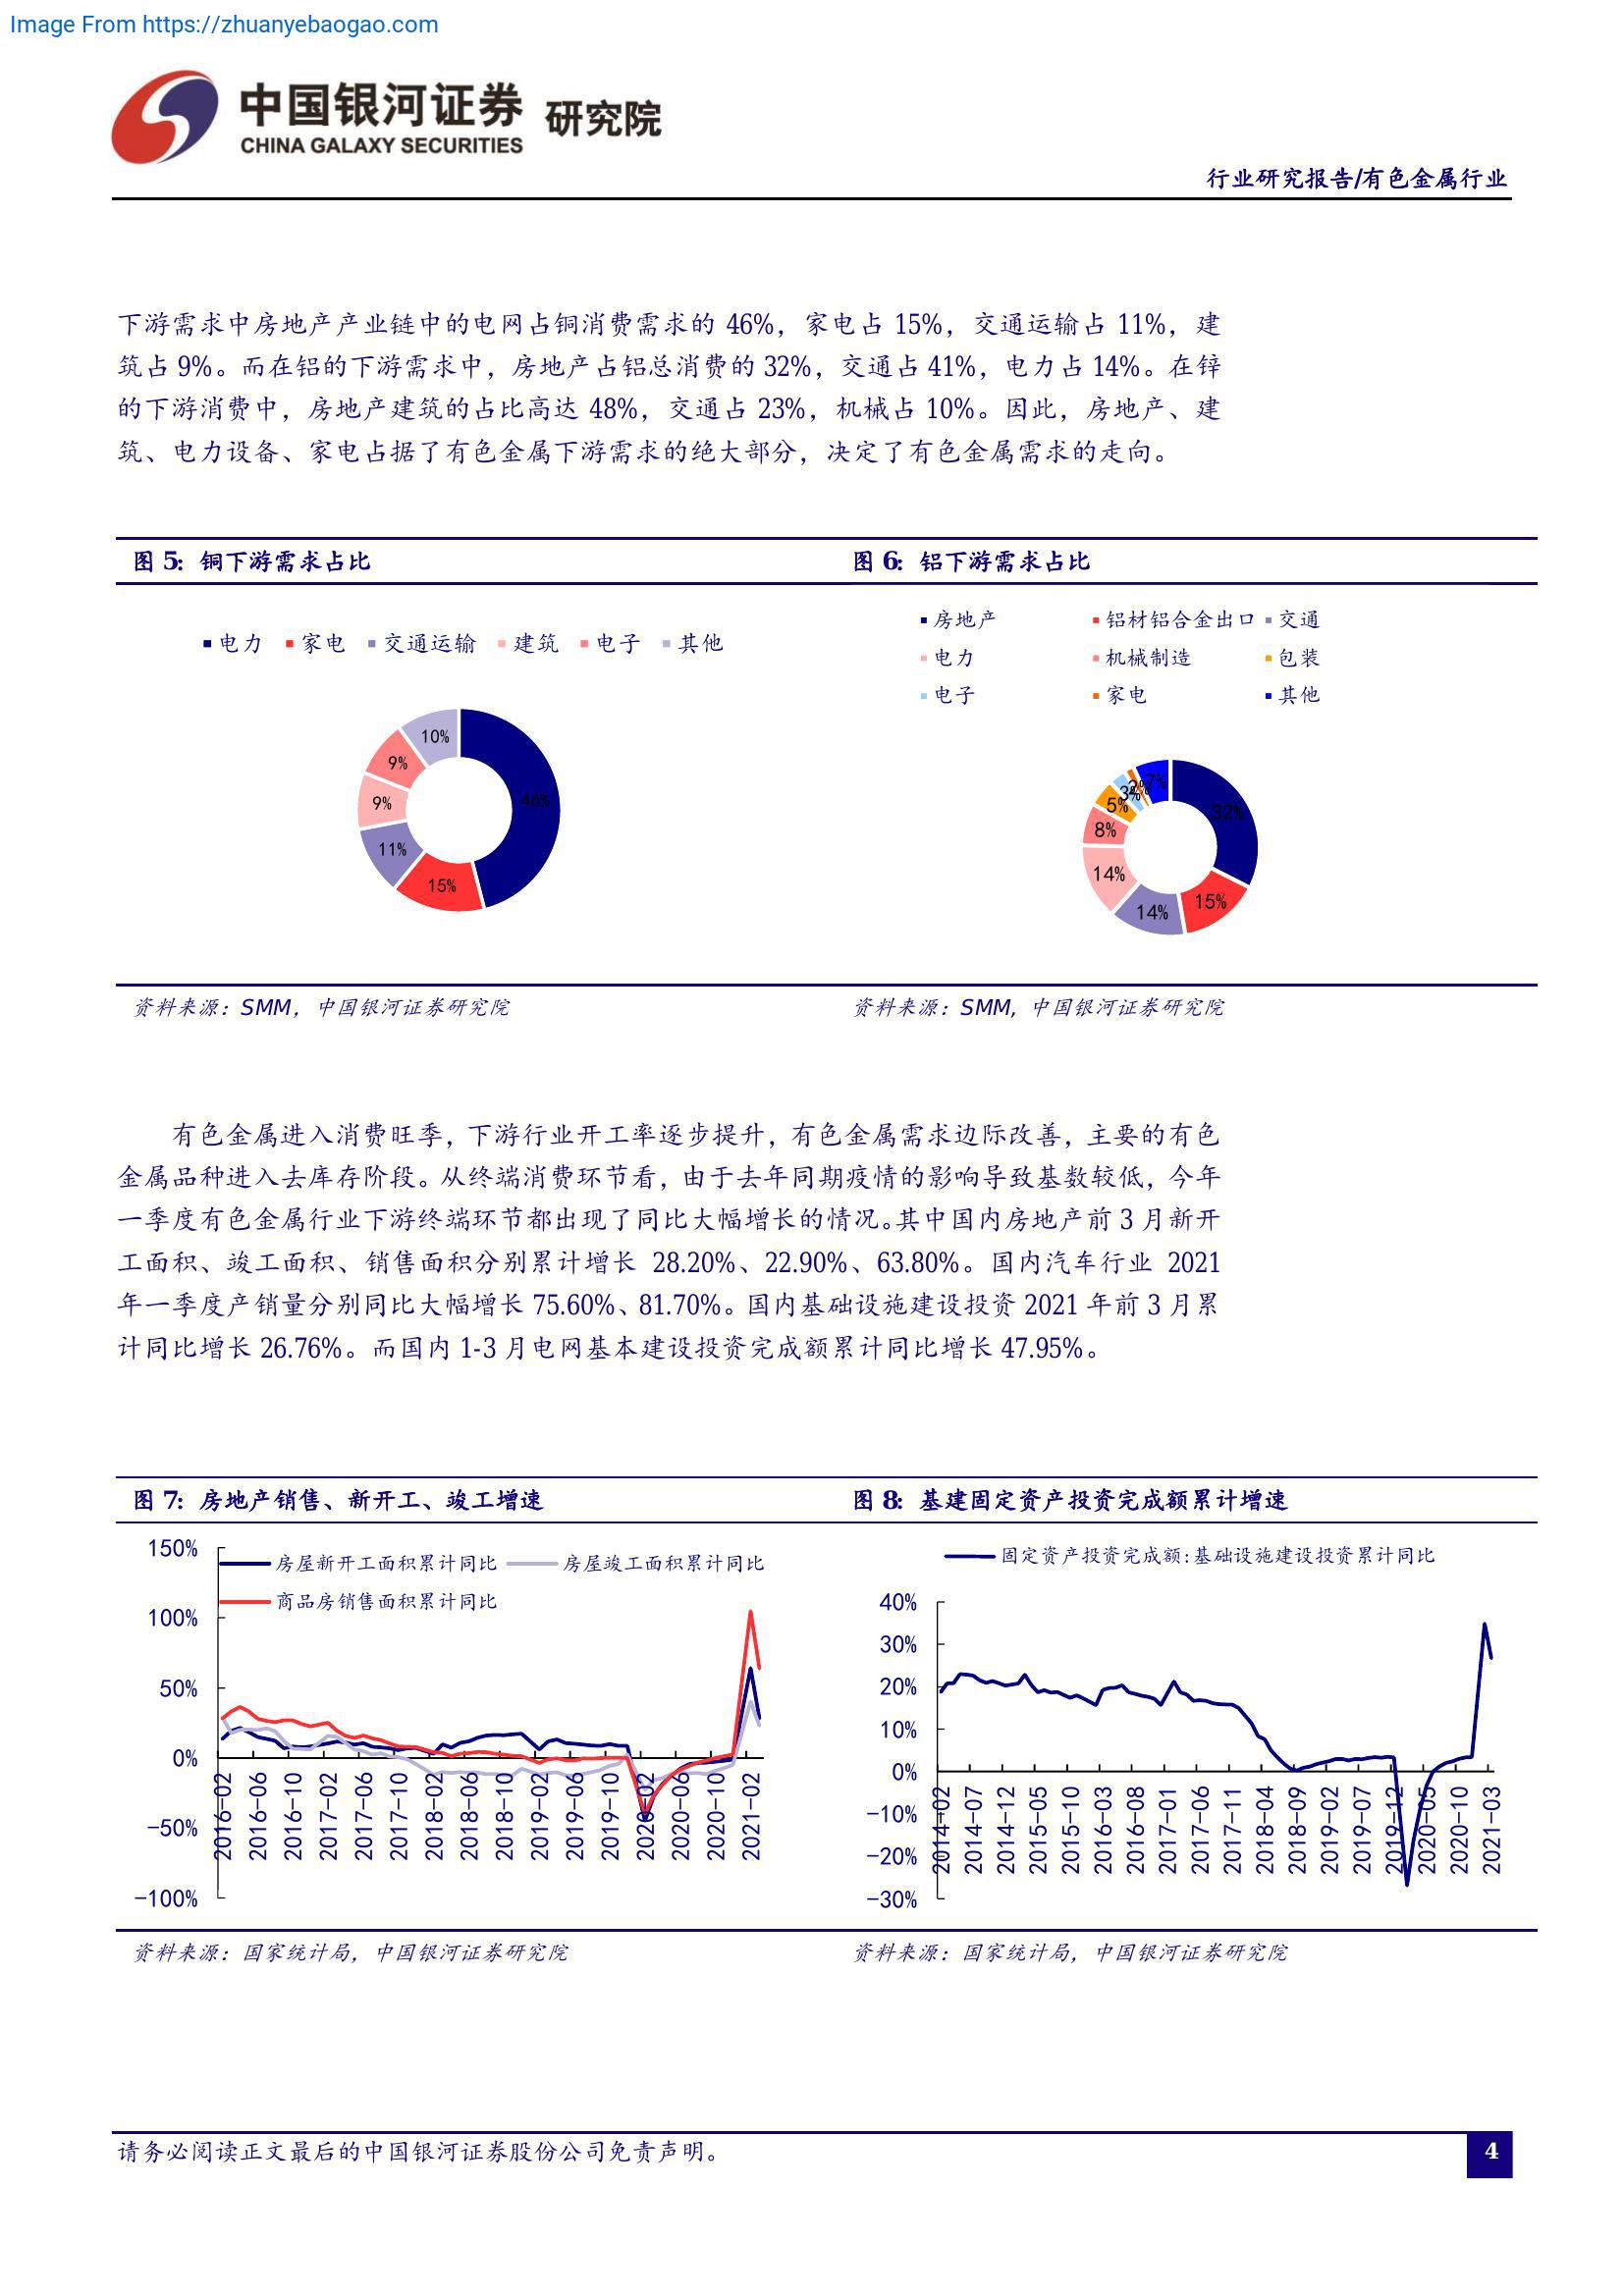 Image From https://zhuanyebaogao.com
中国银河证券 研究院
CHINA GALAXY SECURITIES
行业研究报告/有色金属行业
下游需求中房地产产业链中的电网占铜消费需求的 46%，家电占 15%，交通运输占 11%，建
筑占 9%。而在铝的下游需求中，房地产占铝总消费的 32%，交通占 41%，电力占 14%。在锌
的下游消费中，房地产建筑的占比高达 48%，交通占 23%，机械占 10%。因此，房地产、建
筑、电力设备、家电占据了有色金属下游需求的绝大部分，决定了有色金属需求的走向。
图 5：铜下游需求占比
电力 家电 交通运输 建筑 电子 其他
46%
15%
11%
9%
9%
10%
资料来源：SMM，中国银河证券研究院
图 6：铝下游需求占比
房地产 铝材铝合金出口 交通
电力 机械制造 包装
电子 家电 其他
32%
15%
14%
14%
8%
5%
3%
2%
7%
资料来源：SMM，中国银河证券研究院
有色金属进入消费旺季，下游行业开工率逐步提升，有色金属需求边际改善，主要的有色
金属品种进入去库存阶段。从终端消费环节看，由于去年同期疫情的影响导致基数较低，今年
一季度有色金属行业下游终端环节都出现了同比大幅增长的情况。其中国内房地产前 3 月新开
工面积、竣工面积、销售面积分别累计增长 28.20%、22.90%、63.80%。国内汽车行业 2021
年一季度产销量分别同比大幅增长 75.60%、81.70%。国内基础设施建设投资 2021 年前 3 月累
计同比增长 26.76%。而国内 1-3 月电网基本建设投资完成额累计同比增长 47.95%。
图 7：房地产销售、新开工、竣工增速
房屋新开工面积累计同比 房屋竣工面积累计同比
商品房销售面积累计同比
150%
100%
50%
0%
-50%
-100%
2016-02 2016-06 2016-10 2017-02 2017-06 2017-10 2018-02 2018-06 2018-10 2019-02 2019-06 2019-10 2020-02 2020-06 2020-10 2021-02
资料来源：国家统计局，中国银河证券研究院
图 8：基建固定资产投资完成额累计增速
固定资产投资完成额:基础设施建设投资累计同比
40%
30%
20%
10%
0%
-10%
-20%
-30%
2014-02 2014-07 2014-12 2015-05 2015-10 2016-03 2016-08 2017-01 2017-06 2017-11 2018-04 2018-09 2019-02 2019-07 2019-12 2020-05 2020-10 2021-03
资料来源：国家统计局，中国银河证券研究院
请务必阅读正文最后的中国银河证券股份公司免责声明。
4